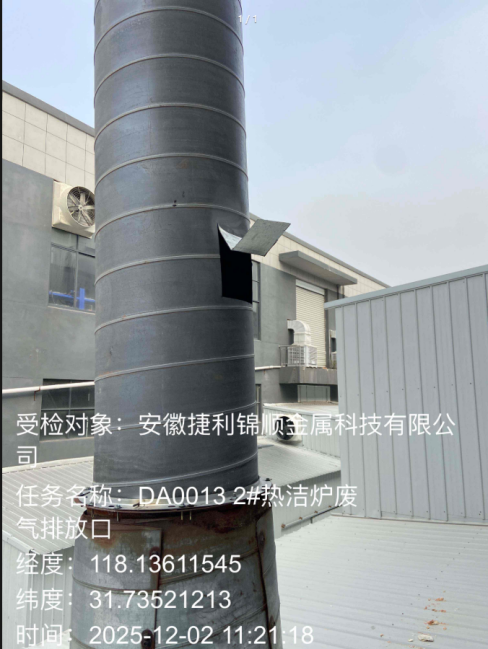 1/1
受检对象：安徽捷利锦顺金属科技有限公
司
任务名称：DA0013 2#热洁炉废
气排放口
经度：118.13611545
纬度：31.73521213
时间：2025-12-02 11:21:18